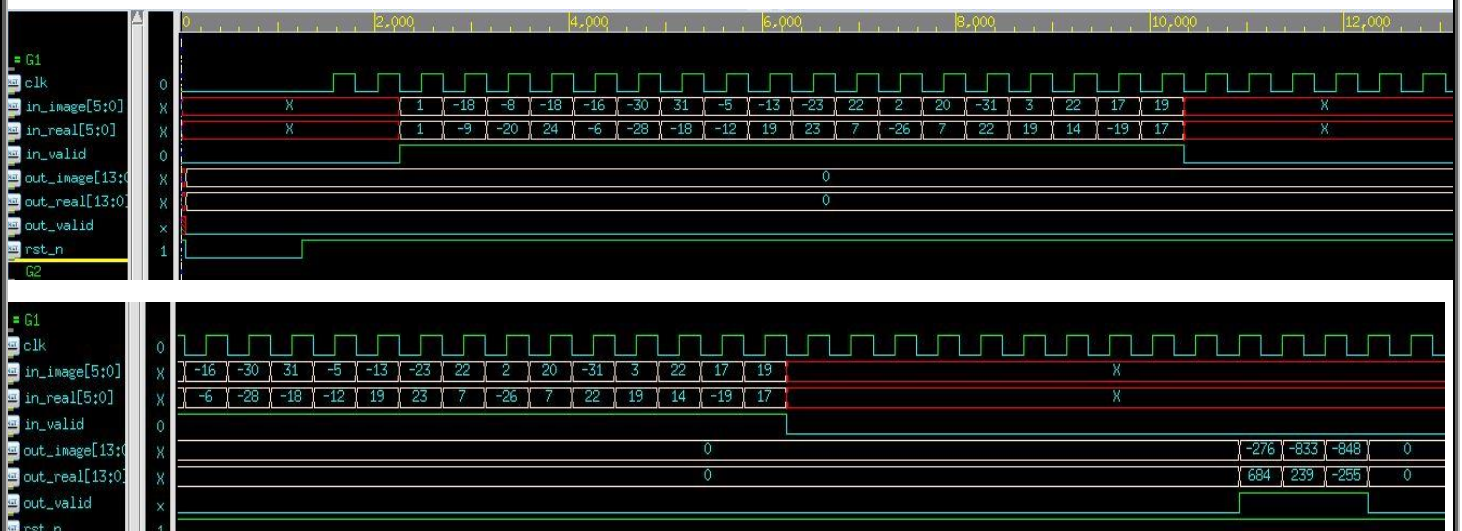 0 2,000 4,000 6,000 8,000 10,000 12,000
= G1
clk 0
in_image[5:0] X X 1 -18 -8 -18 -16 -30 31 -5 -13 -23 22 2 20 -31 3 22 17 19 X
in_real[5:0] X X 1 -9 -20 24 -6 -28 -18 -12 19 23 7 -26 7 22 19 14 -19 17 X
in_valid 0
out_image[13:0 X 0
out_real[13:0] X 0
out_valid x
rst_n 1
G2
= G1
clk 0
in_image[5:0] X -16 -30 31 -5 -13 -23 22 2 20 -31 3 22 17 19 X
in_real[5:0] X -6 -28 -18 -12 19 23 7 -26 7 22 19 14 -19 17 X
in_valid 0
out_image[13:0 X 0 -276 -833 -848 0
out_real[13:0] X 0 684 239 -255 0
out_valid x
rst_n 1